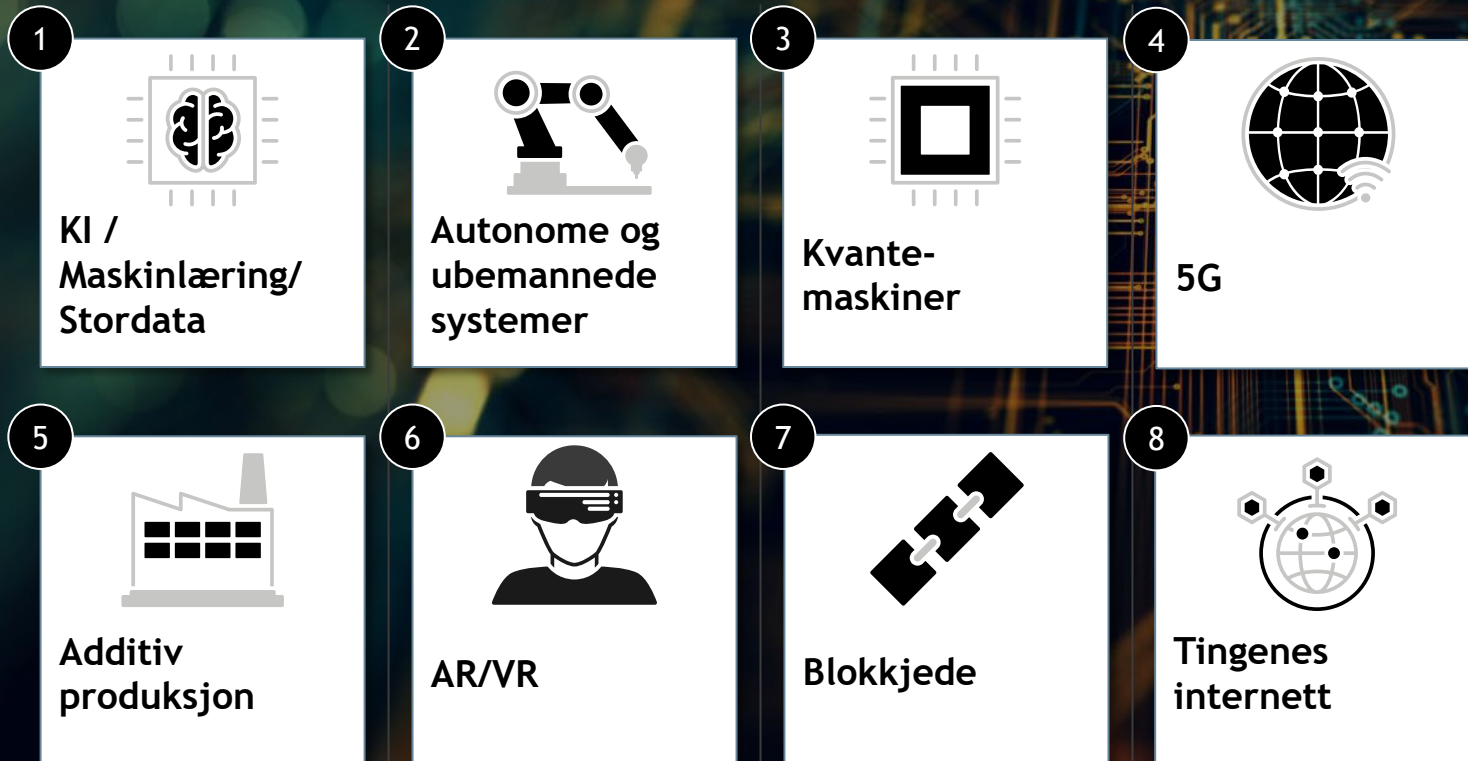 1
KI /
Maskinlæring/
Stordata
2
Autonome og
ubemannede
systemer
3
Kvante-
maskiner
4
5G
5
Additiv
produksjon
6
AR/VR
7
Blokkjede
8
Tingenes
internett